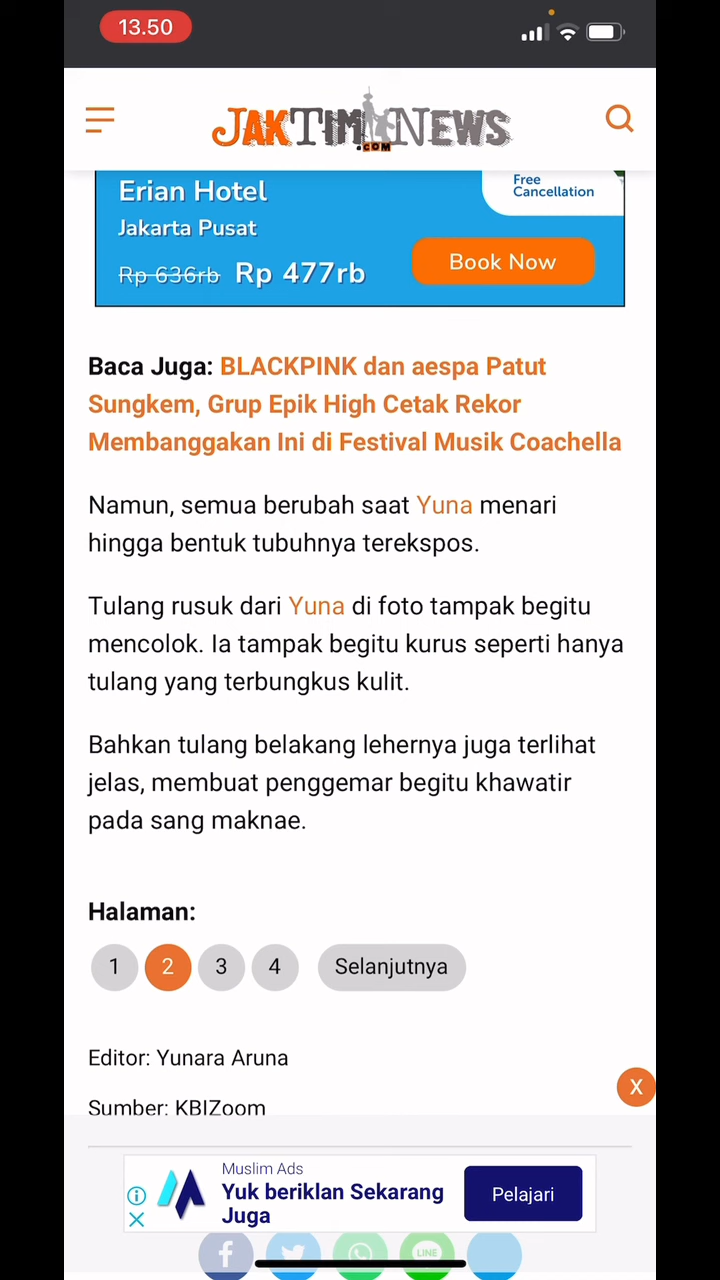 13.50
JAKTIMNEWS
.COM
Erian Hotel
Free
Cancellation
Jakarta Pusat
Rp 636rb Rp 477rb
Book Now
Baca Juga: BLACKPINK dan aespa Patut
Sungkem, Grup Epik High Cetak Rekor
Membanggakan Ini di Festival Musik Coachella
Namun, semua berubah saat Yuna menari
hingga bentuk tubuhnya terekspos.
Tulang rusuk dari Yuna di foto tampak begitu
mencolok. Ia tampak begitu kurus seperti hanya
tulang yang terbungkus kulit.
Bahkan tulang belakang lehernya juga terlihat
jelas, membuat penggemar begitu khawatir
pada sang maknae.
Halaman:
1 2 3 4 Selanjutnya
Editor: Yunara Aruna
X
Sumber: KBIZoom
Muslim Ads
Yuk beriklan Sekarang
Juga
Pelajari
LINE